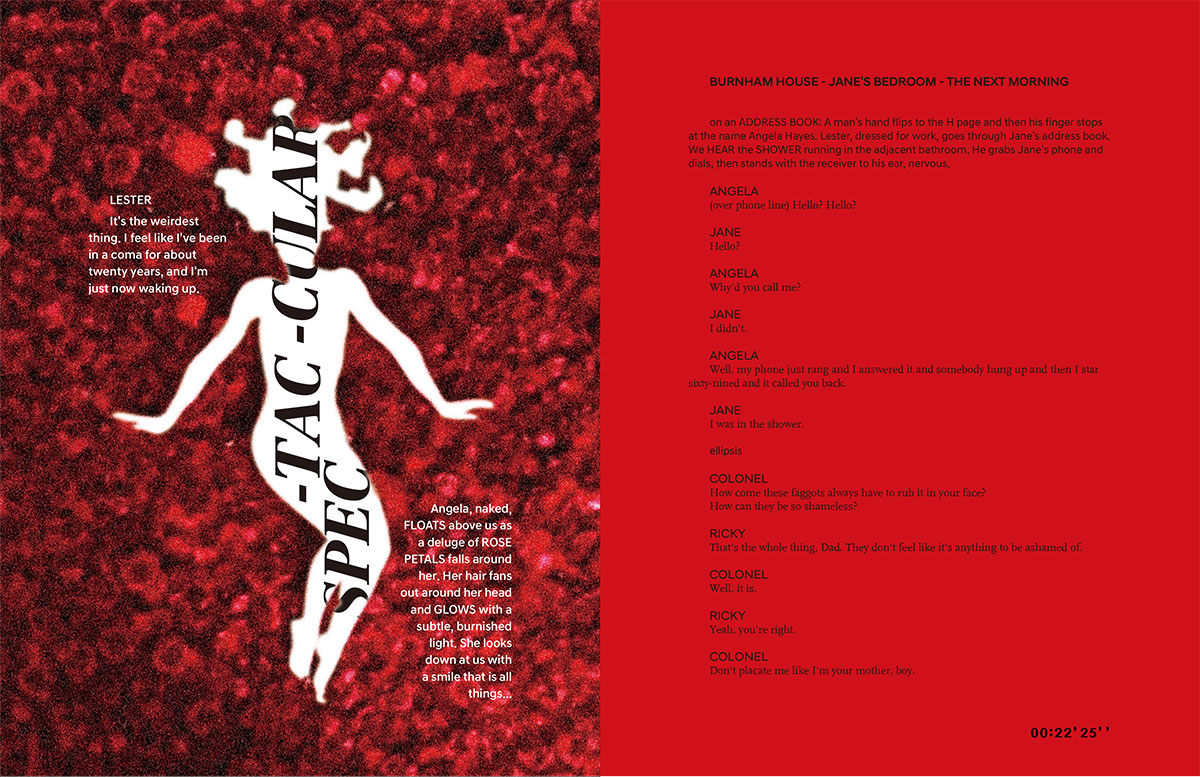 LESTER
It's the weirdest
thing. I feel like I've been
in a coma for about
twenty years, and I'm
just now waking up.
SPEC
-TAC -CULAR
Angela, naked,
FLOATS above us as
a deluge of ROSE
PETALS falls around
her. Her hair fans
out around her head
and GLOWS with a
subtle, burnished
light. She looks
down at us with
a smile that is all
things...
BURNHAM HOUSE - JANE'S BEDROOM - THE NEXT MORNING
on an ADDRESS BOOK: A man's hand flips to the H page and then his finger stops
at the name Angela Hayes. Lester, dressed for work, goes through Jane's address book.
We HEAR the SHOWER running in the adjacent bathroom. He grabs Jane's phone and
dials, then stands with the receiver to his ear, nervous.
ANGELA
(over phone line) Hello? Hello?
JANE
Hello?
ANGELA
Why'd you call me?
JANE
I didn't.
ANGELA
Well, my phone just rang and I answered it and somebody hung up and then I star
sixty-nined and it called you back.
JANE
I was in the shower.
ellipsis
COLONEL
How come these faggots always have to rub it in your face?
How can they be so shameless?
RICKY
That's the whole thing, Dad. They don't feel like it's anything to be ashamed of.
COLONEL
Well, it is.
RICKY
Yeah, you're right.
COLONEL
Don't placate me like I'm your mother, boy.
00:22'25''